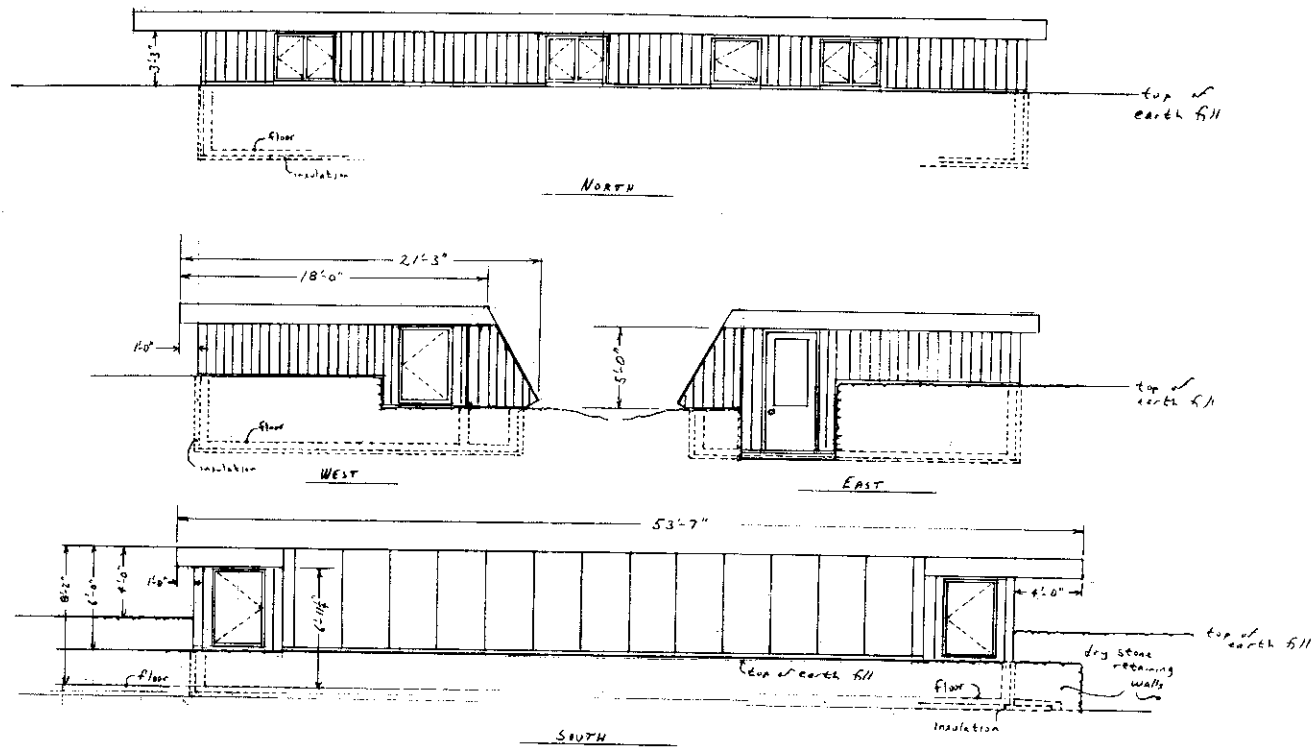 3'-3"
top of
earth fill
floor
insulation
NORTH
21'-3"
18'-0"
1'-0"
5'-0"
top of
earth fill
floor
insulation
WEST
EAST
53'-7"
8'-2"
6'-0"
4'-0"
1'-0"
4'-0"
top of
earth fill
dry stone
retaining
walls
top of earth fill
floor
floor
insulation
SOUTH